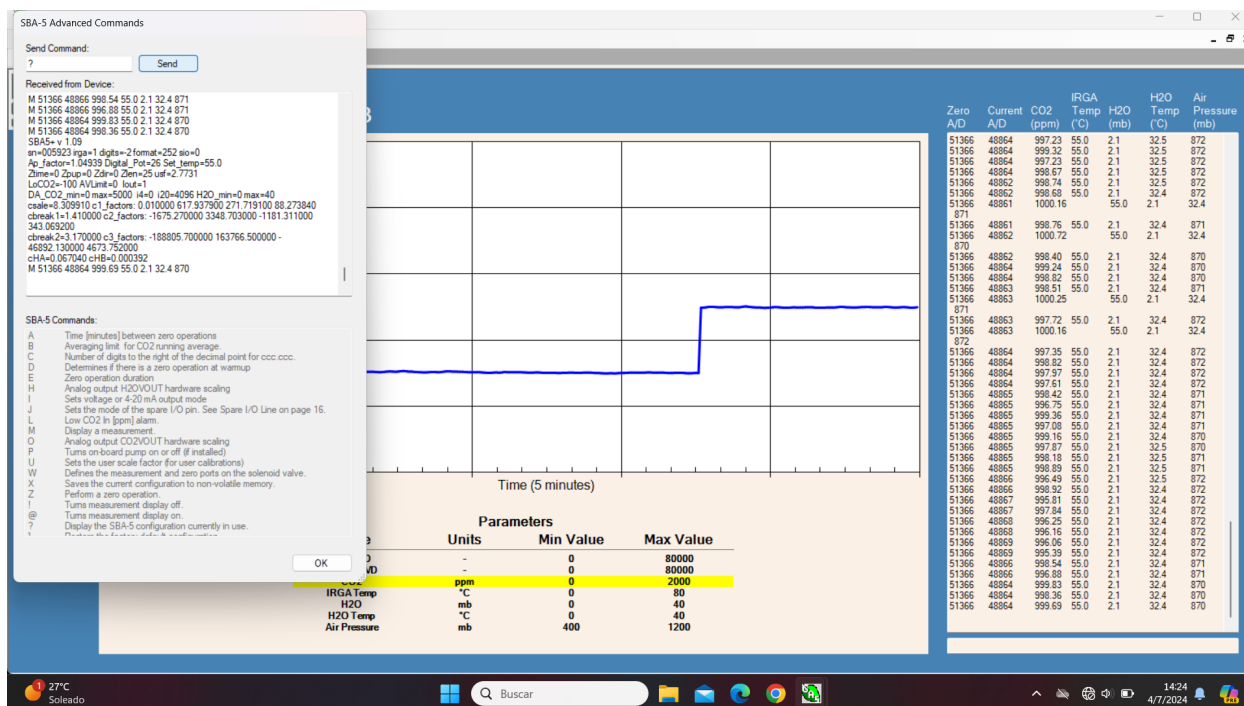 SBA-5 Advanced Commands
Send Command:
?
Send
Received from Device:
M 51366 48866 998.54 55.0 2.1 32.4 871
M 51366 48866 996.88 55.0 2.1 32.4 871
M 51366 48864 999.83 55.0 2.1 32.4 870
M 51366 48864 998.36 55.0 2.1 32.4 870
SBA5+ v 1.09
sn=005923 irga=1 digits=-2 format=252 sio=0
Ap_factor=1.04939 Digital_Pot=26 Set_temp=55.0
Ztime=0 Zpup=0 Zdir=0 Zlen=25 usf=2.7731
LoCO2=-100 AVLimit=0 Iout=1
DA_CO2_min=0 max=5000 i4=0 i20=4096 H2O_min=0 max=40
csale=8.309910 c1_factors: 0.010000 617.937900 271.719100 88.273840
cbreak1=1.410000 c2_factors: -1675.270000 3348.703000 -1181.311000
343.069200
cbreak2=3.170000 c3_factors: -188805.700000 163766.500000 -
46892.130000 4673.752000
cHA=0.067040 cHB=0.000392
M 51366 48864 999.69 55.0 2.1 32.4 870
SBA-5 Commands:
A Time [minutes] between zero operations
B Averaging limit for CO2 running average.
C Number of digits to the right of the decimal point for ccc.ccc.
D Determines if there is a zero operation at warmup
E Zero operation duration
H Analog output H2OVOUT hardware scaling
I Sets voltage or 4-20 mA output mode
J Sets the mode of the spare I/O pin. See Spare I/O Line on page 16.
L Low CO2 In [ppm] alarm.
M Display a measurement.
O Analog output CO2VOUT hardware scaling
P Turns on-board pump on or off (if installed)
U Sets the user scale factor (for user calibrations)
W Defines the measurement and zero ports on the solenoid valve.
X Saves the current configuration to non-volatile memory.
Z Perform a zero operation.
! Turns measurement display off.
@ Turns measurement display on.
? Display the SBA-5 configuration currently in use.
OK
Time (5 minutes)
Parameters
Units Min Value Max Value
- 0 80000
- 0 80000
CO2 ppm 0 2000
IRGA Temp °C 0 80
H2O mb 0 40
H2O Temp °C 0 40
Air Pressure mb 400 1200
Zero A/D Current A/D CO2 (ppm) IRGA Temp (°C) H2O (mb) H2O Temp (°C) Air Pressure (mb)
51366 48864 997.23 55.0 2.1 32.5 872
51366 48864 999.32 55.0 2.1 32.5 872
51366 48864 997.23 55.0 2.1 32.5 872
51366 48864 998.67 55.0 2.1 32.5 872
51366 48862 998.74 55.0 2.1 32.5 872
51366 48862 998.68 55.0 2.1 32.4 872
51366 48861 1000.16 55.0 2.1 32.4
871
51366 48861 998.76 55.0 2.1 32.4 871
51366 48862 1000.72 55.0 2.1 32.4
870
51366 48862 998.40 55.0 2.1 32.4 870
51366 48864 999.24 55.0 2.1 32.4 870
51366 48864 998.82 55.0 2.1 32.4 870
51366 48863 998.51 55.0 2.1 32.4 871
51366 48863 1000.25 55.0 2.1 32.4
871
51366 48863 997.72 55.0 2.1 32.4 872
51366 48863 1000.16 55.0 2.1 32.4
872
51366 48864 997.35 55.0 2.1 32.4 872
51366 48864 998.82 55.0 2.1 32.4 872
51366 48864 997.97 55.0 2.1 32.4 872
51366 48864 997.61 55.0 2.1 32.4 872
51366 48865 998.42 55.0 2.1 32.4 871
51366 48865 996.75 55.0 2.1 32.4 871
51366 48865 999.36 55.0 2.1 32.4 871
51366 48865 997.08 55.0 2.1 32.4 871
51366 48865 999.16 55.0 2.1 32.4 870
51366 48865 997.87 55.0 2.1 32.5 870
51366 48865 998.18 55.0 2.1 32.5 871
51366 48865 998.89 55.0 2.1 32.5 871
51366 48866 996.49 55.0 2.1 32.5 872
51366 48866 998.92 55.0 2.1 32.4 872
51366 48867 995.81 55.0 2.1 32.4 872
51366 48867 997.84 55.0 2.1 32.4 872
51366 48868 996.25 55.0 2.1 32.4 872
51366 48868 996.16 55.0 2.1 32.4 872
51366 48869 996.06 55.0 2.1 32.4 872
51366 48869 995.39 55.0 2.1 32.4 872
51366 48866 998.54 55.0 2.1 32.4 871
51366 48866 996.88 55.0 2.1 32.4 871
51366 48864 999.83 55.0 2.1 32.4 870
51366 48864 998.36 55.0 2.1 32.4 870
51366 48864 999.69 55.0 2.1 32.4 870
1
27°C
Soleado
Buscar
14:24
4/7/2024